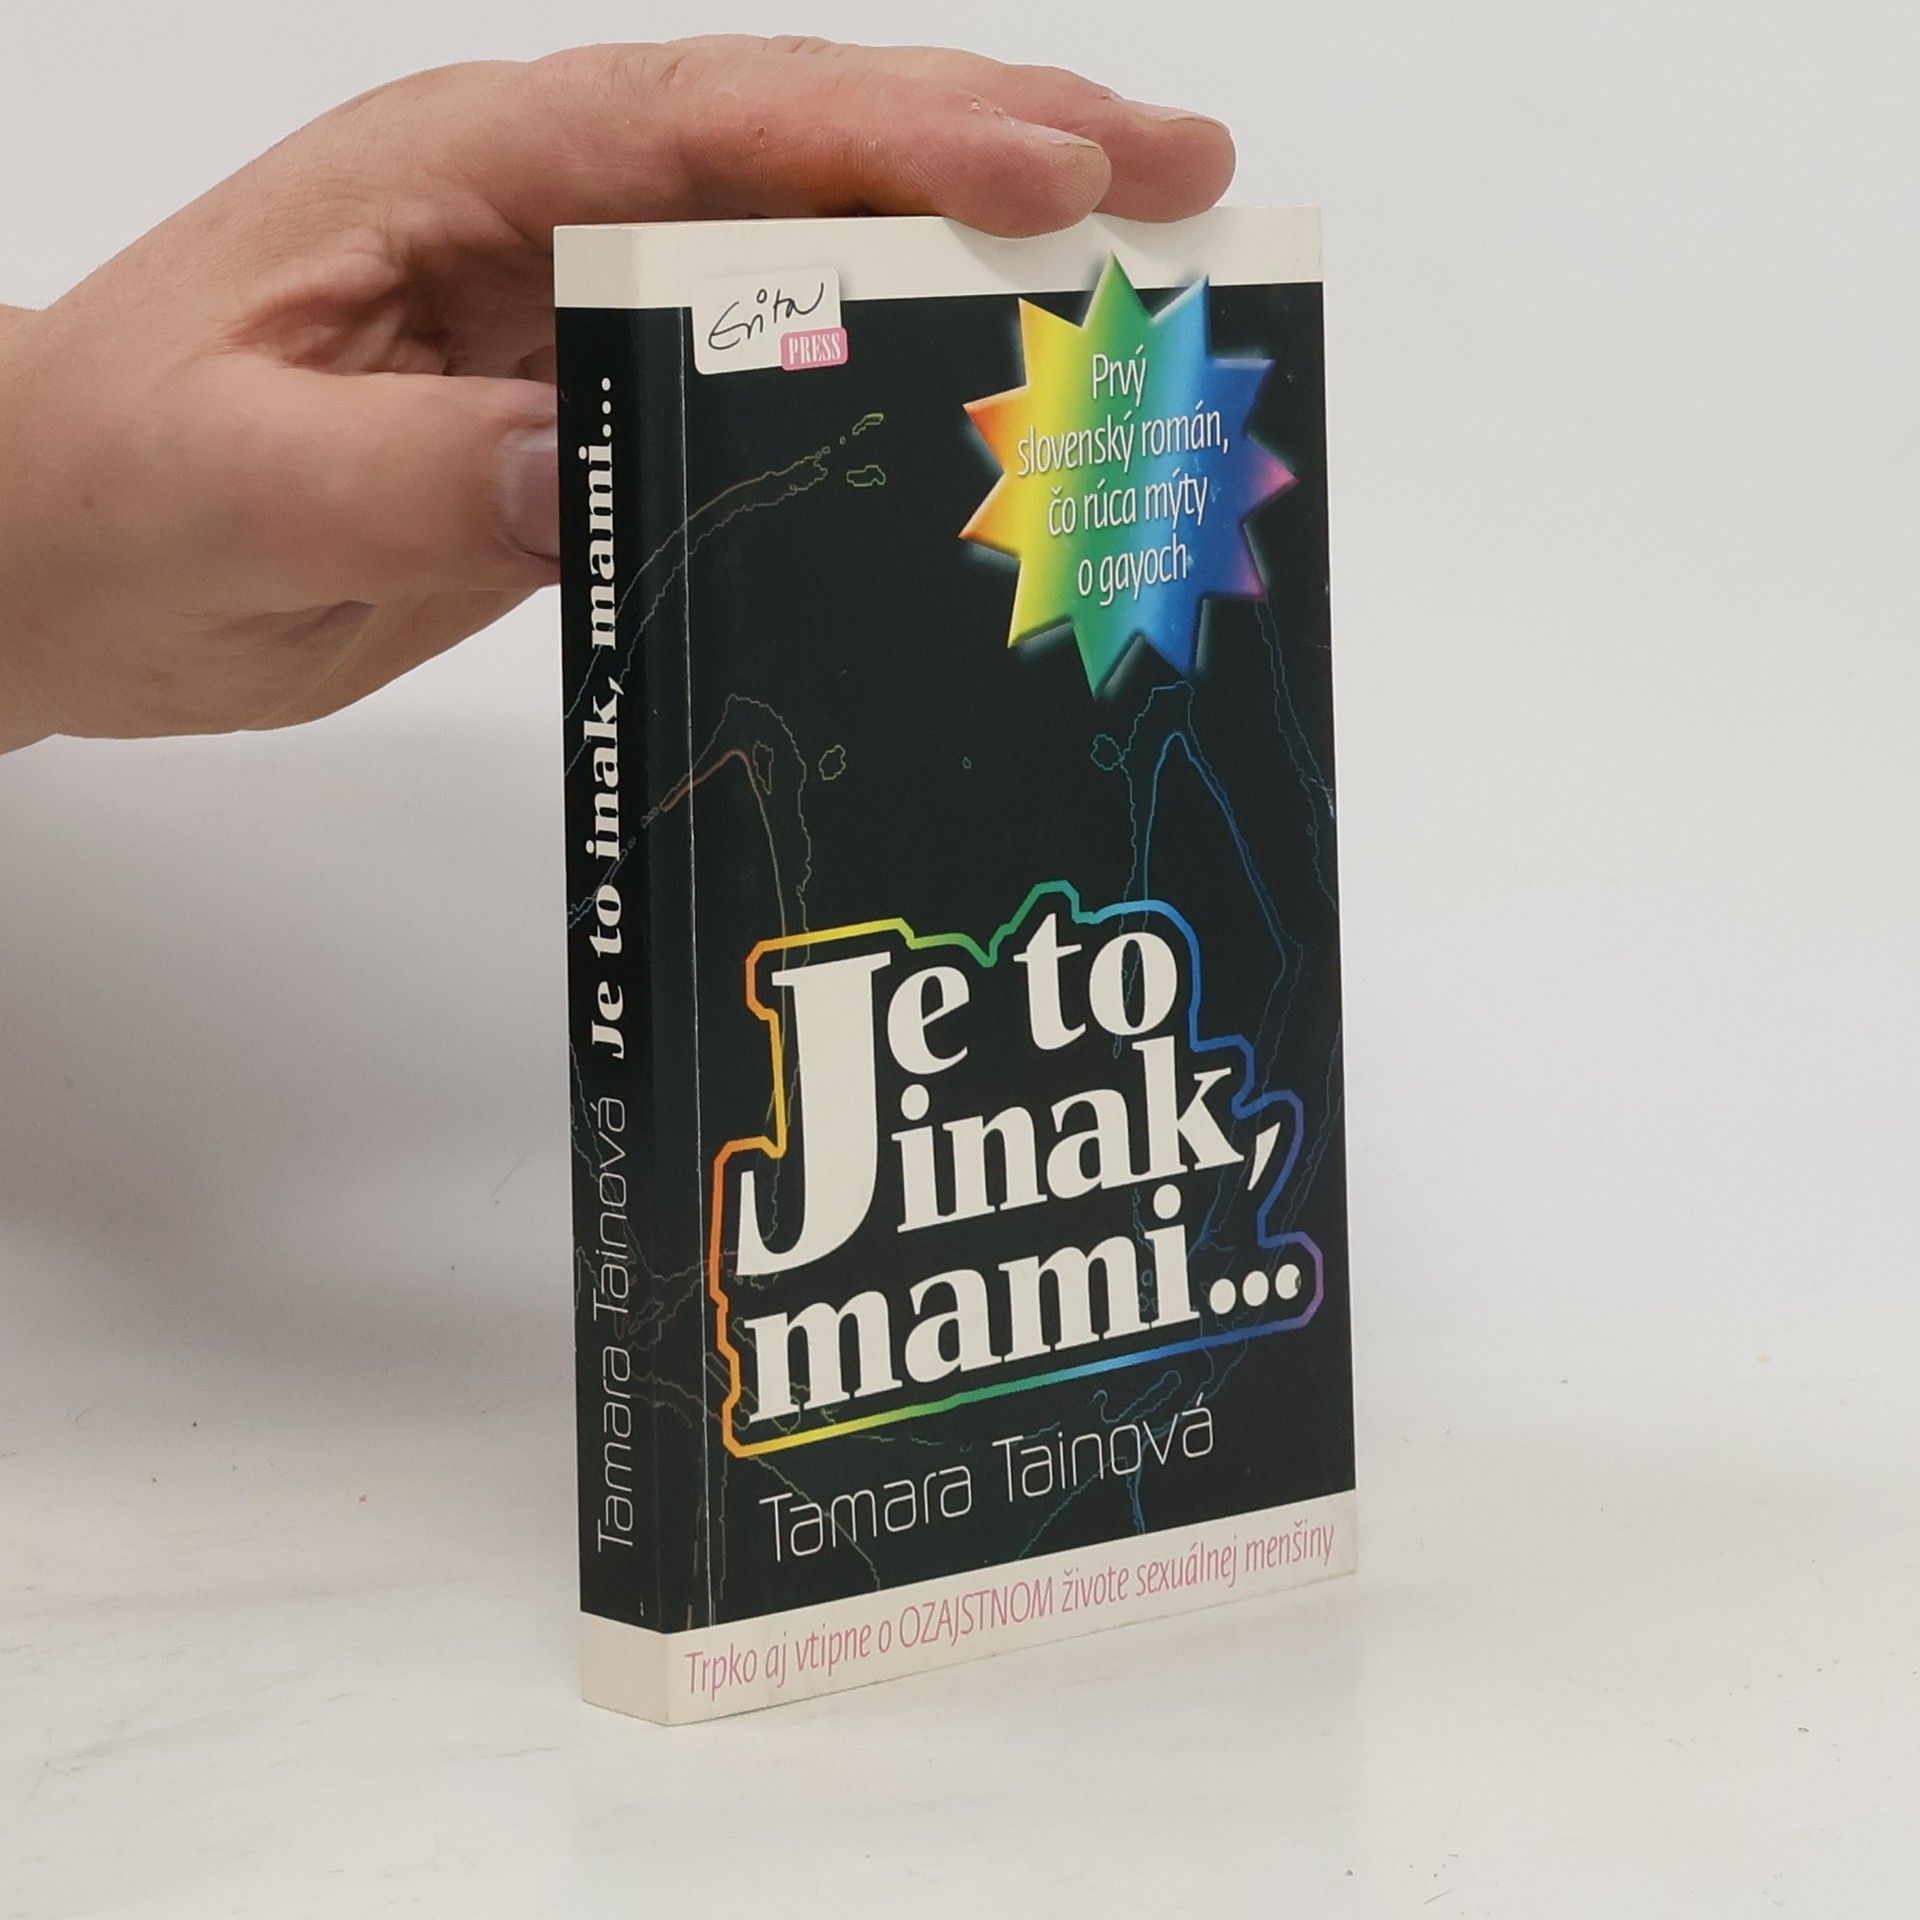 Evita
PRESS
Prvý
slovenský román,
čo rúca mýty
o gayoch
Je to
inak,
mami...
Tamara Tainová
Trpko aj vtipne o OZAJSTNOM živote sexuálnej menšiny
Tamara Tainová Je to inak, mami...